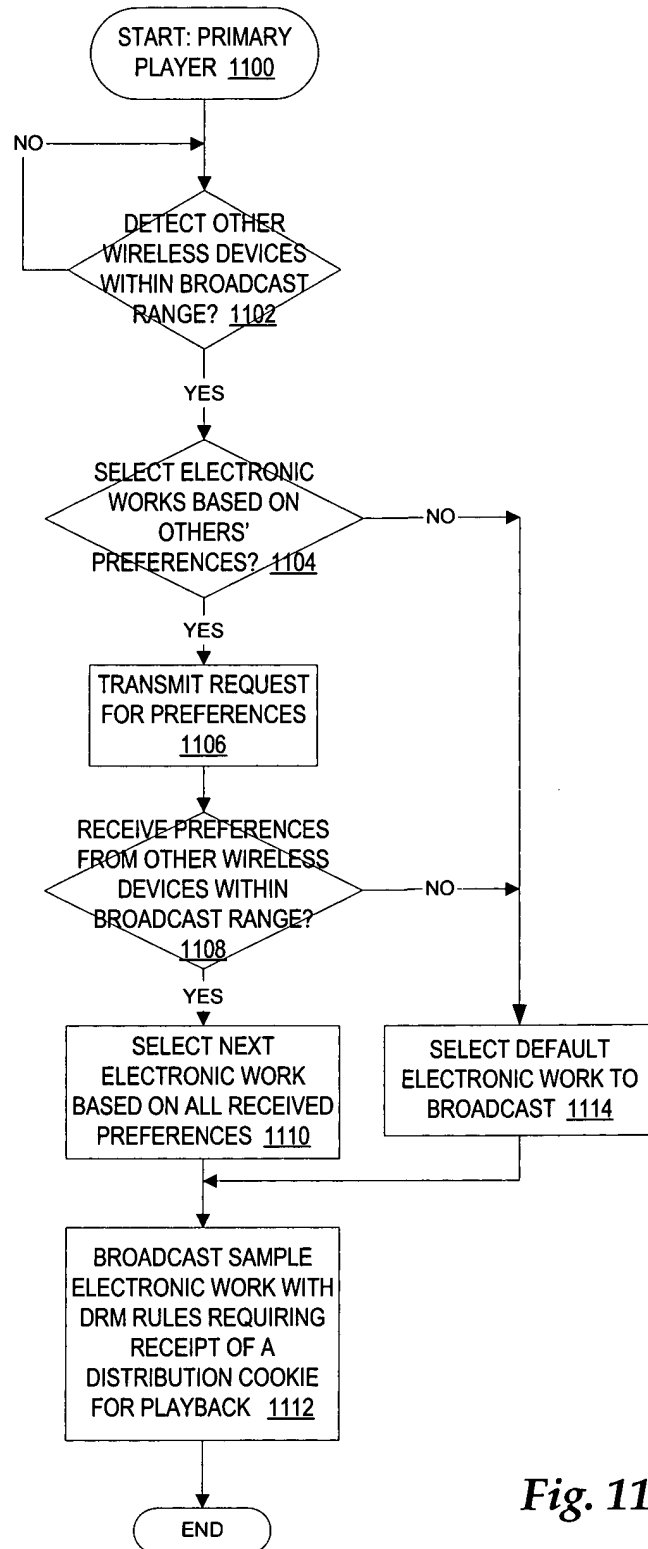 START: PRIMARY
PLAYER 1100
NO
DETECT OTHER
WIRELESS DEVICES
WITHIN BROADCAST
RANGE? 1102
YES
SELECT ELECTRONIC
WORKS BASED ON
OTHERS'
PREFERENCES? 1104
NO
YES
TRANSMIT REQUEST
FOR PREFERENCES
1106
RECEIVE PREFERENCES
FROM OTHER WIRELESS
DEVICES WITHIN
BROADCAST RANGE?
1108
NO
YES
SELECT NEXT
ELECTRONIC WORK
BASED ON ALL RECEIVED
PREFERENCES 1110
SELECT DEFAULT
ELECTRONIC WORK TO
BROADCAST 1114
BROADCAST SAMPLE
ELECTRONIC WORK WITH
DRM RULES REQUIRING
RECEIPT OF A
DISTRIBUTION COOKIE
FOR PLAYBACK 1112
END
Fig. 11